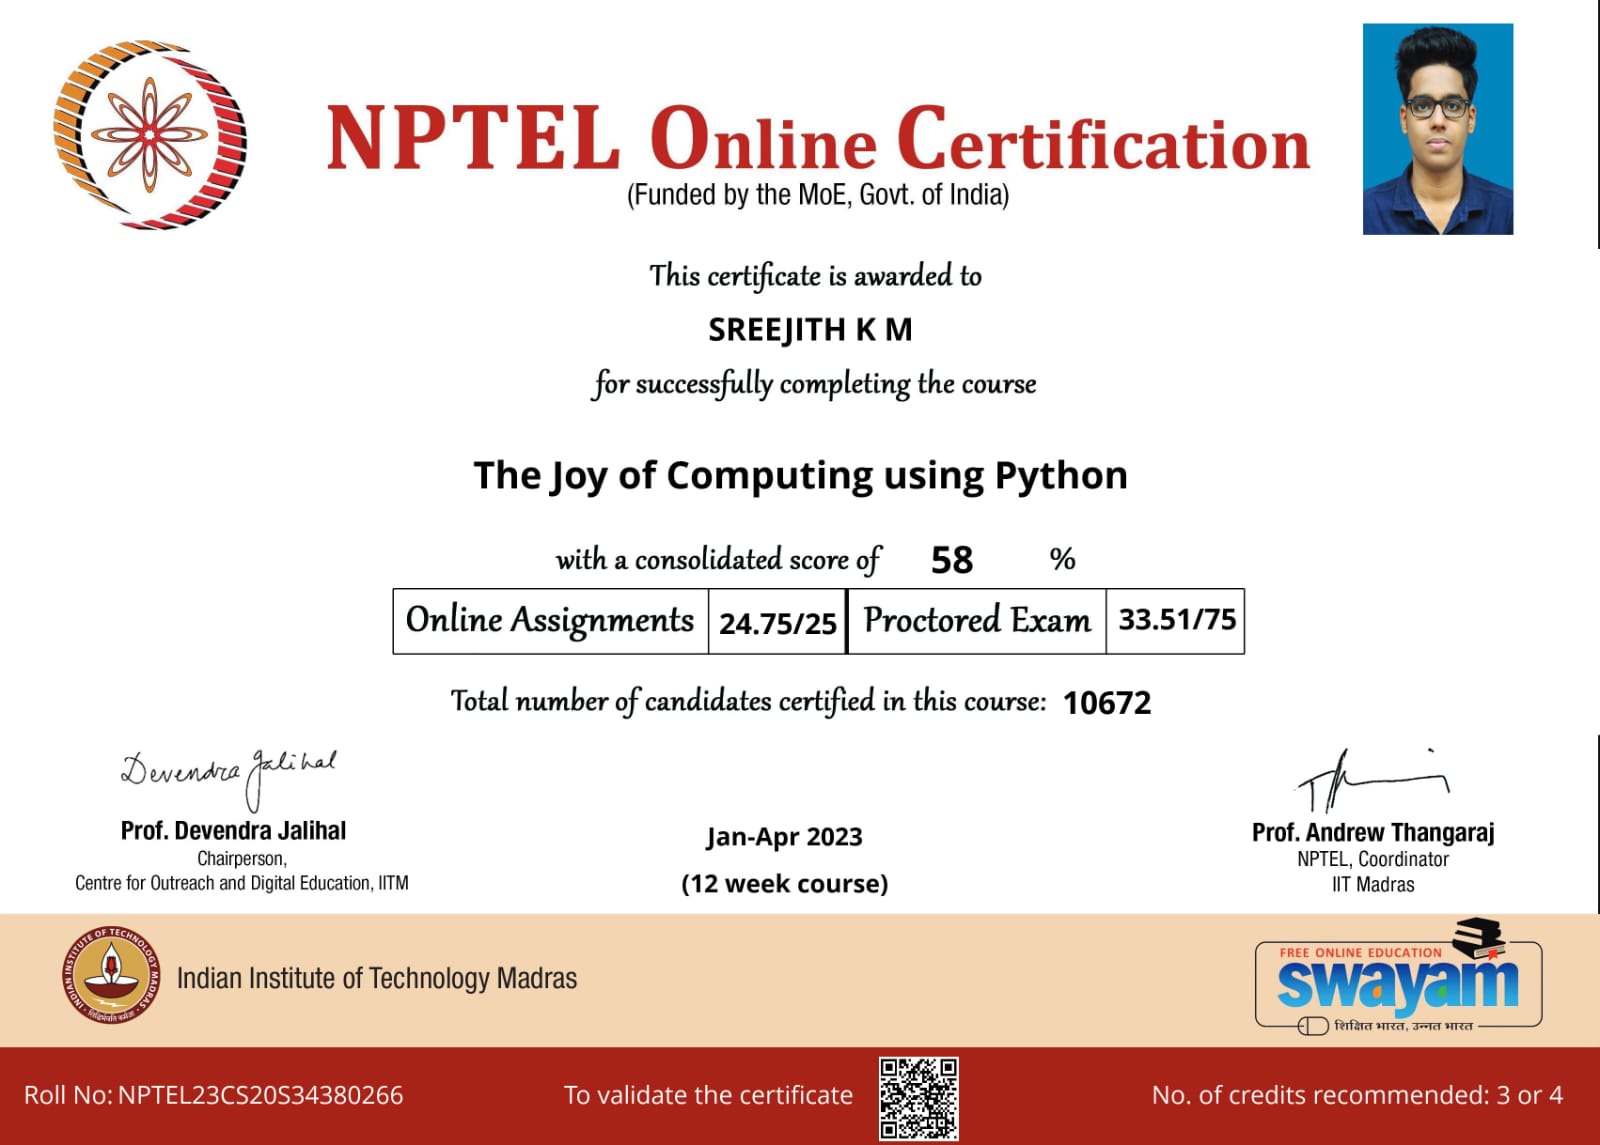 NPTEL Online Certification
(Funded by the MoE, Govt. of India)
This certificate is awarded to
SREEJITH K M
for successfully completing the course
The Joy of Computing using Python
with a consolidated score of 58 %
Online Assignments 24.75/25 Proctored Exam 33.51/75
Total number of candidates certified in this course: 10672
Devendra Jalihal
Prof. Devendra Jalihal
Chairperson,
Centre for Outreach and Digital Education, IITM
Jan-Apr 2023
(12 week course)
Prof. Andrew Thangaraj
NPTEL, Coordinator
IIT Madras
INDIAN INSTITUTE OF TECHNOLOGY MADRAS
Indian Institute of Technology Madras
FREE ONLINE EDUCATION
swayam
शिक्षित भारत, उन्नत भारत
Roll No: NPTEL23CS20S34380266
To validate the certificate
No. of credits recommended: 3 or 4